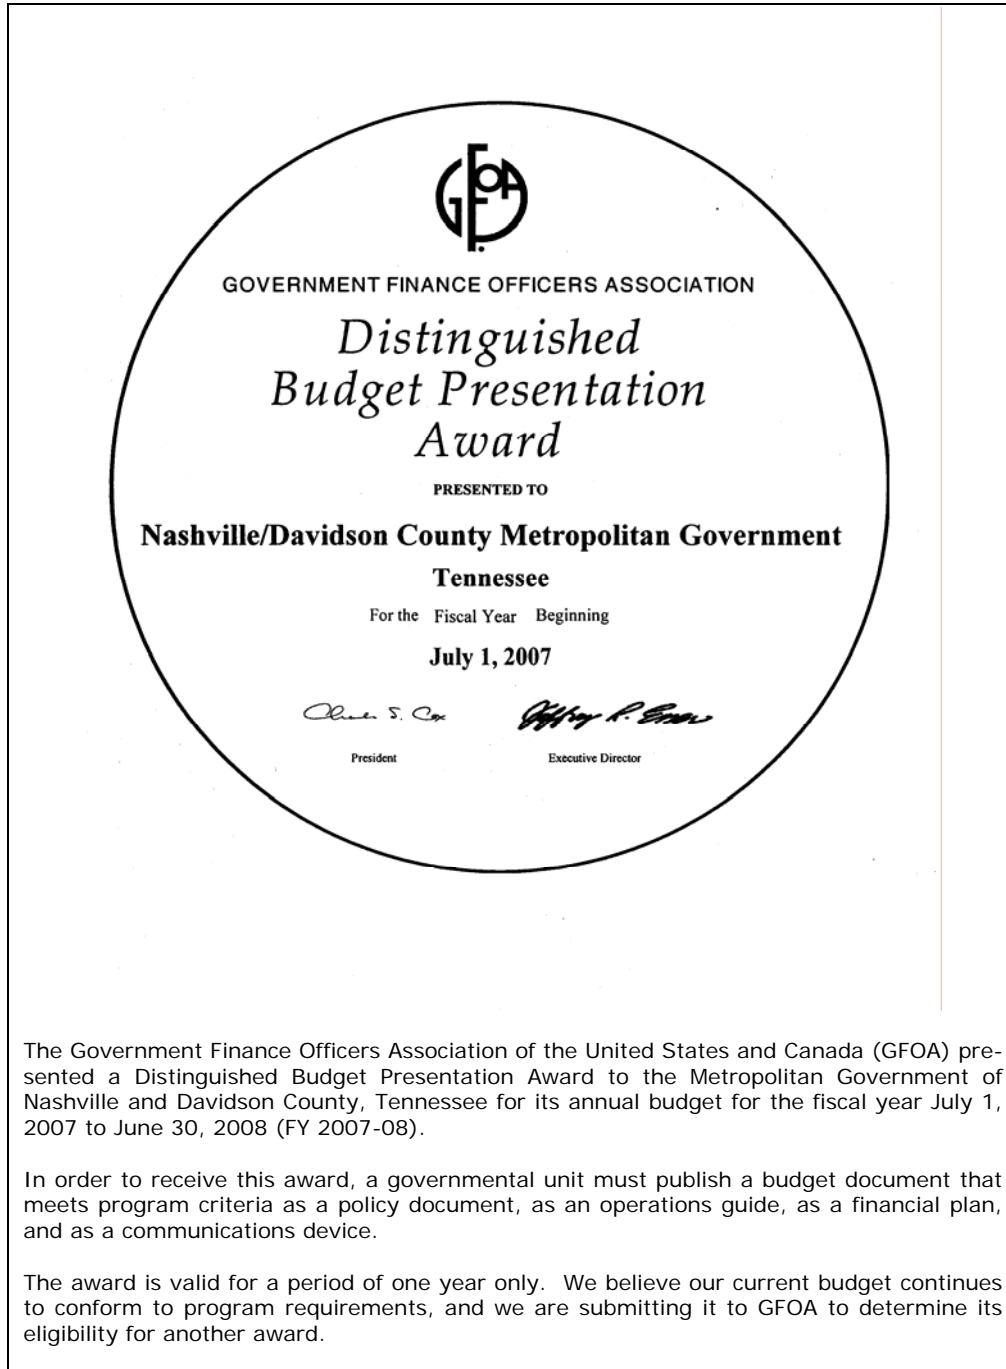 GFOA
GOVERNMENT FINANCE OFFICERS ASSOCIATION
Distinguished
Budget Presentation
Award
PRESENTED TO
Nashville/Davidson County Metropolitan Government
Tennessee
For the Fiscal Year Beginning
July 1, 2007
S. Cox
Jeffrey R.
President
Executive Director
The Government Finance Officers Association of the United States and Canada (GFOA) pre-
sented a Distinguished Budget Presentation Award to the Metropolitan Government of
Nashville and Davidson County, Tennessee for its annual budget for the fiscal year July 1,
2007 to June 30, 2008 (FY 2007-08).
In order to receive this award, a governmental unit must publish a budget document that
meets program criteria as a policy document, as an operations guide, as a financial plan,
and as a communications device.
The award is valid for a period of one year only.  We believe our current budget continues
to conform to program requirements, and we are submitting it to GFOA to determine its
eligibility for another award.